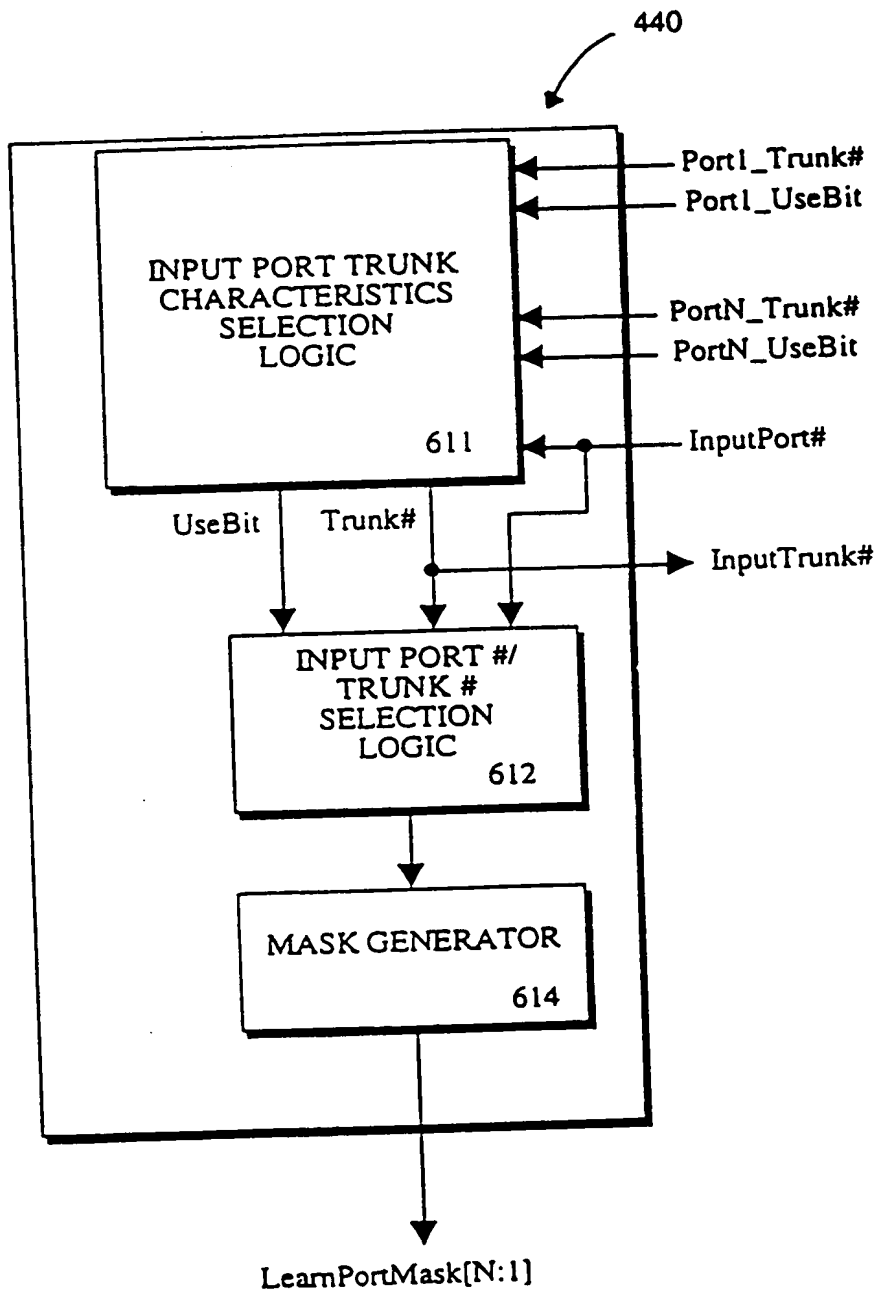 440
Port1_Trunk#
Port1_UseBit
INPUT PORT TRUNK
CHARACTERISTICS
SELECTION
LOGIC
PortN_Trunk#
PortN_UseBit
611
InputPort#
UseBit
Trunk#
InputTrunk#
INPUT PORT #/
TRUNK #
SELECTION
LOGIC
612
MASK GENERATOR
614
LearnPortMask[N:1]